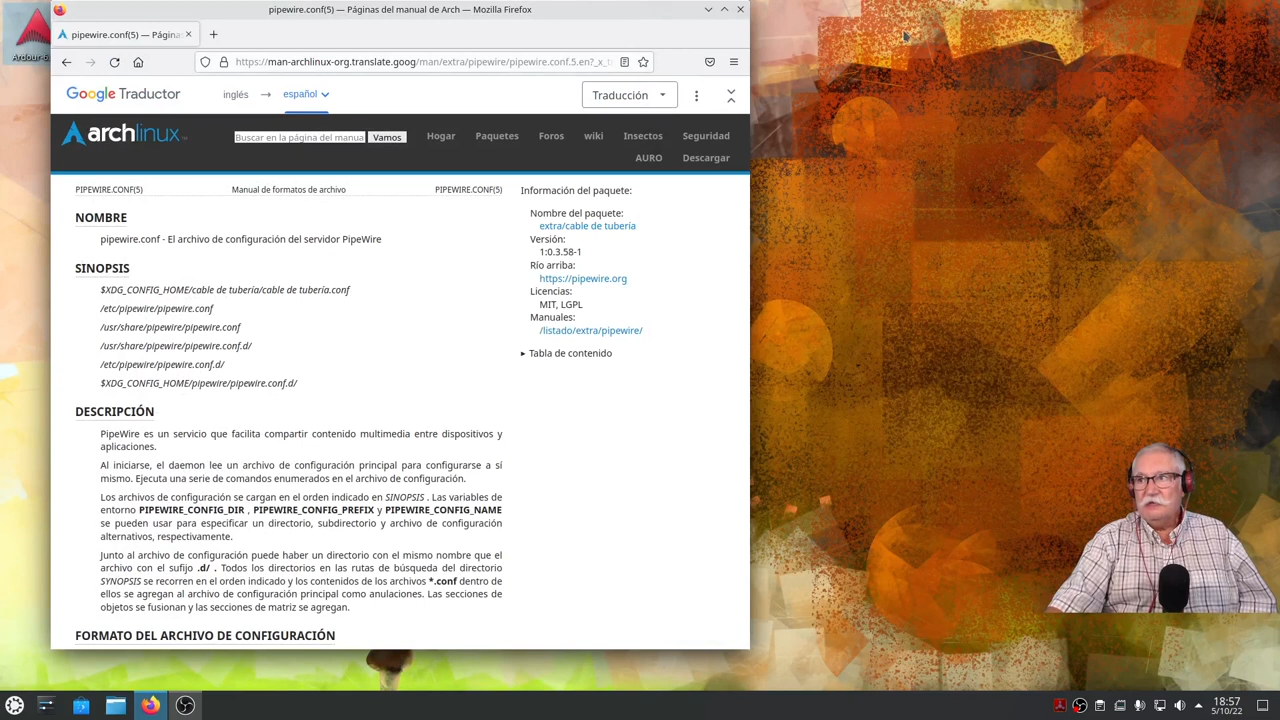 pipewire.conf(5) — Páginas del manual de Arch — Mozilla Firefox
pipewire.conf(5) — Páginas
https://man-archlinux-org.translate.goog/man/extra/pipewire/pipewire.conf.5.en?_x_t
Google Traductor
inglés → español
Traducción
archlinux
Buscar en la página del manua
Vamos
Hogar Paquetes Foros wiki Insectos Seguridad
AURO Descargar
PIPEWIRE.CONF(5) Manual de formatos de archivo PIPEWIRE.CONF(5)
NOMBRE
pipewire.conf - El archivo de configuración del servidor PipeWire
SINOPSIS
$XDG_CONFIG_HOME/cable de tubería/cable de tubería.conf
/etc/pipewire/pipewire.conf
/usr/share/pipewire/pipewire.conf
/usr/share/pipewire/pipewire.conf.d/
/etc/pipewire/pipewire.conf.d/
$XDG_CONFIG_HOME/pipewire/pipewire.conf.d/
DESCRIPCIÓN
PipeWire es un servicio que facilita compartir contenido multimedia entre dispositivos y
aplicaciones.
Al iniciarse, el daemon lee un archivo de configuración principal para configurarse a sí
mismo. Ejecuta una serie de comandos enumerados en el archivo de configuración.
Los archivos de configuración se cargan en el orden indicado en SINOPSIS . Las variables de
entorno PIPEWIRE_CONFIG_DIR , PIPEWIRE_CONFIG_PREFIX y PIPEWIRE_CONFIG_NAME
se pueden usar para especificar un directorio, subdirectorio y archivo de configuración
alternativos, respectivamente.
Junto al archivo de configuración puede haber un directorio con el mismo nombre que el
archivo con el sufijo .d/ . Todos los directorios en las rutas de búsqueda del directorio
SYNOPSIS se recorren en el orden indicado y los contenidos de los archivos *.conf dentro de
ellos se agregan al archivo de configuración principal como anulaciones. Las secciones de
objetos se fusionan y las secciones de matriz se agregan.
FORMATO DEL ARCHIVO DE CONFIGURACIÓN
Información del paquete:
Nombre del paquete:
extra/cable de tubería
Versión:
1:0.3.58-1
Río arriba:
https://pipewire.org
Licencias:
MIT, LGPL
Manuales:
/listado/extra/pipewire/
Tabla de contenido
Ardour-6
18:57
5/10/22